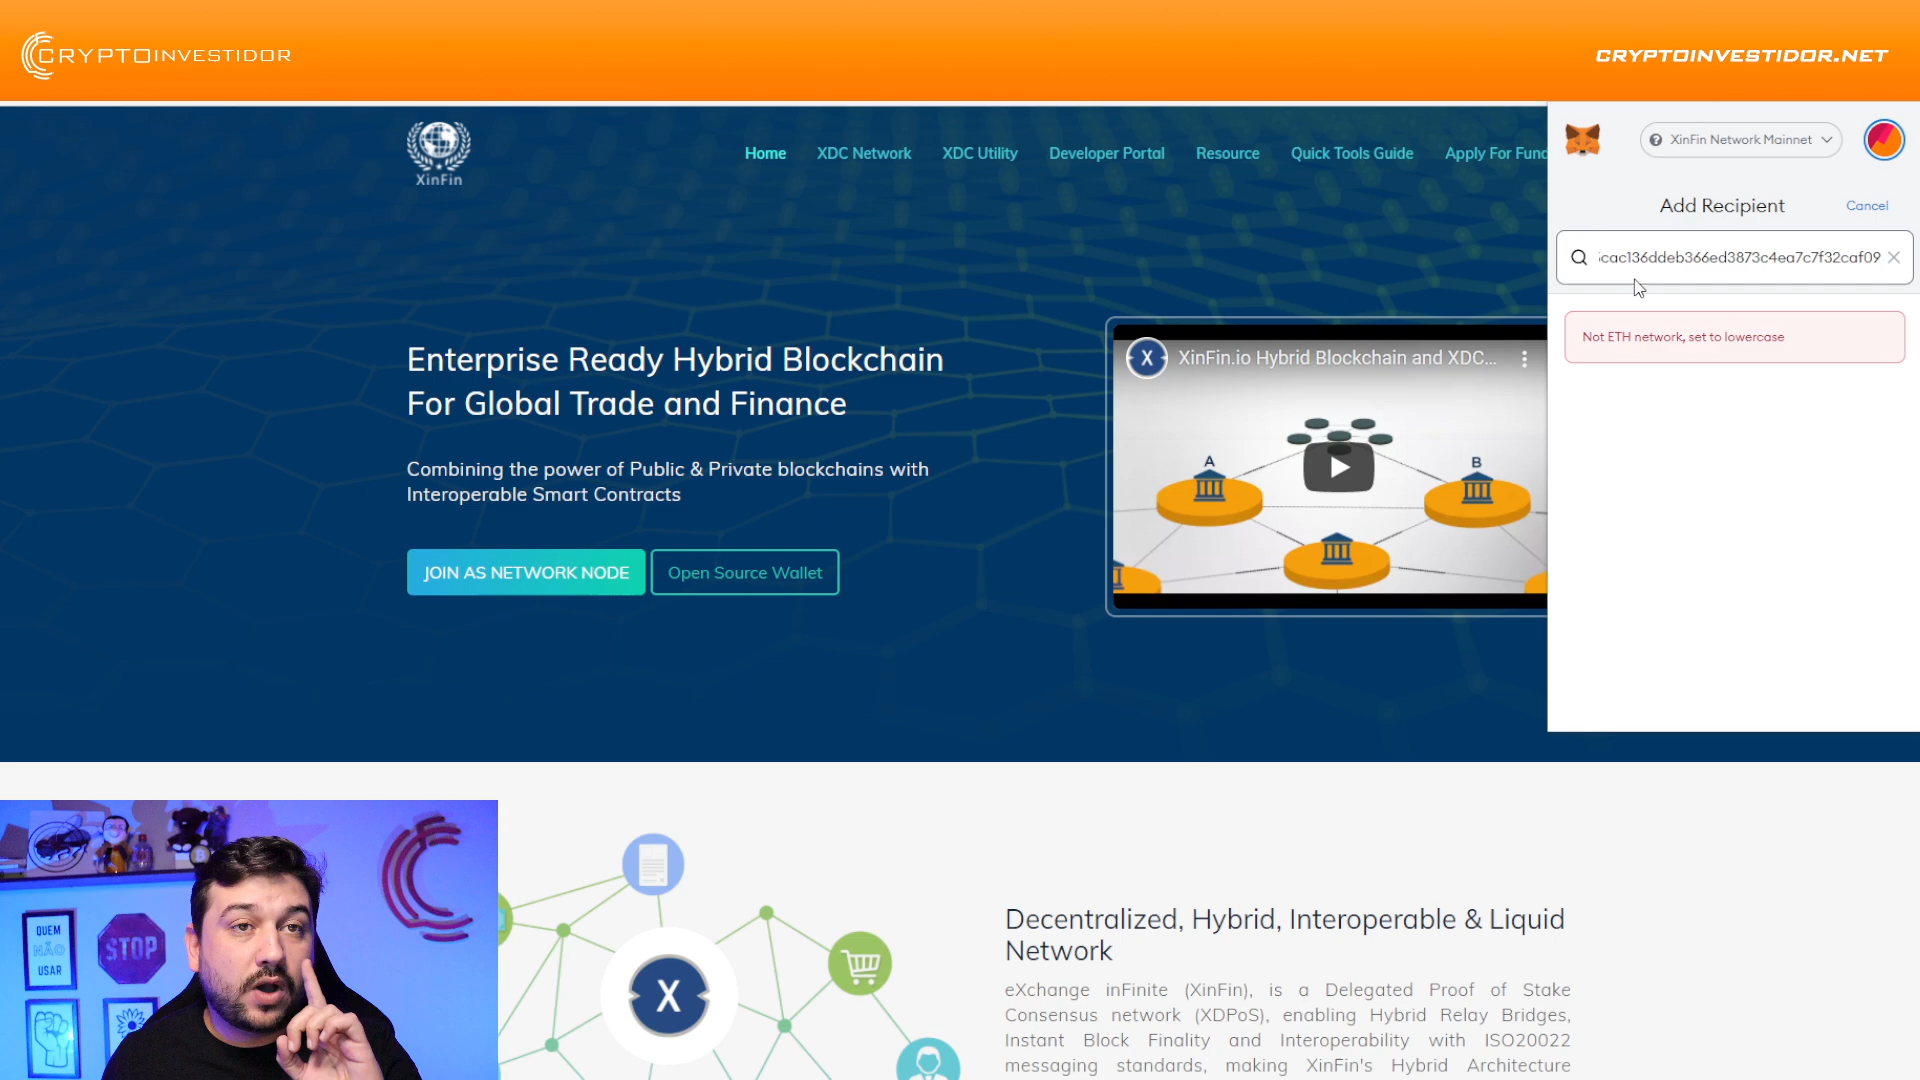 CRYPTOINVESTIDOR
CRYPTOINVESTIDOR.NET
XinFin
Home
XDC Network
XDC Utility
Developer Portal
Resource
Quick Tools Guide
Apply For Fund
XinFin Network Mainnet
Add Recipient
Cancel
cac136ddeb366ed3873c4ea7c7f32caf09
Not ETH network, set to lowercase
Enterprise Ready Hybrid Blockchain
For Global Trade and Finance
Combining the power of Public & Private blockchains with
Interoperable Smart Contracts
JOIN AS NETWORK NODE
Open Source Wallet
X
XinFin.io Hybrid Blockchain and XDC...
A
B
QUEM
NÃO
USAR
STOP
X
Decentralized, Hybrid, Interoperable & Liquid
Network
eXchange inFinite (XinFin), is a Delegated Proof of Stake
Consensus network (XDPoS), enabling Hybrid Relay Bridges,
Instant Block Finality and Interoperability with ISO20022
messaging standards, making XinFin's Hybrid Architecture